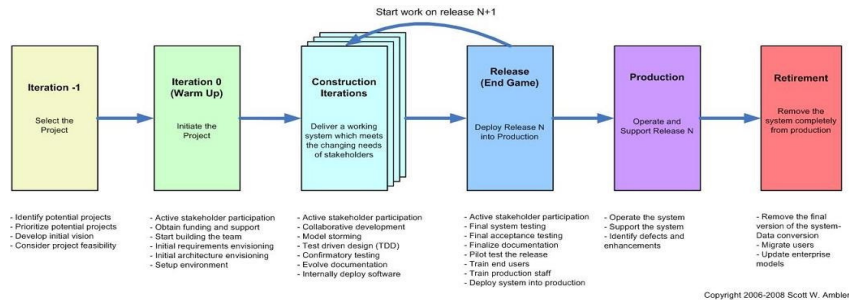 Start work on release N+1
Iteration -1
Select the
Project
Iteration 0
(Warm Up)
Initiate the
Project
Construction
Iterations
Deliver a working
system which meets
the changing needs
of stakeholders
Release
(End Game)
Deploy Release N
into Production
Production
Operate and
Support Release N
Retirement
Remove the
system completely
from production
- Identify potential projects
- Prioritize potential projects
- Develop initial vision
- Consider project feasibility
- Active stakeholder participation
- Obtain funding and support
- Start building the team
- Initial requirements envisioning
- Initial architecture envisioning
- Setup environment
- Active stakeholder participation
- Collaborative development
- Model storming
- Test driven design (TDD)
- Confirmatory testing
- Evolve documentation
- Internally deploy software
- Active stakeholder participation
- Final system testing
- Final acceptance testing
- Finalize documentation
- Pilot test the release
- Train end users
- Train production staff
- Deploy system into production
- Operate the system
- Support the system
- Identify defects and
enhancements
- Remove the final
version of the system-
Data conversion
- Migrate users
- Update enterprise
models
Copyright 2006-2008 Scott W. Ambler